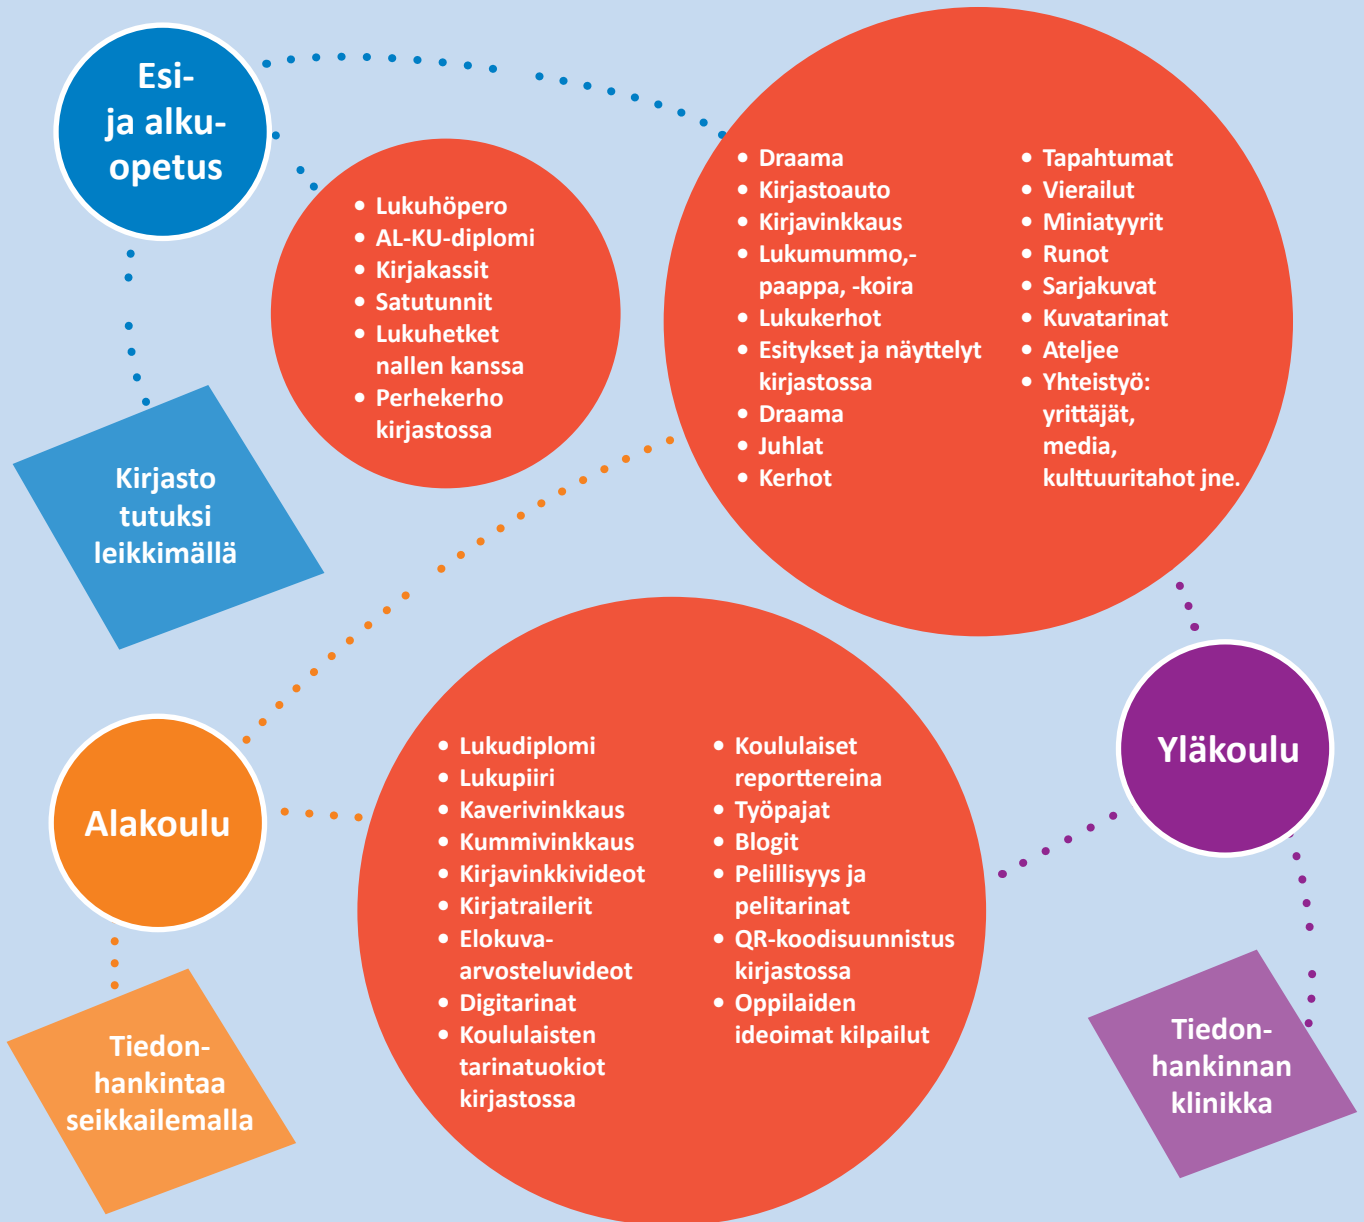 Esi-
ja alku-
opetus
• Lukuhöpero
• AL-KU-diplomi
• Kirjakassit
• Satutunnit
• Lukuhetket
nallen kanssa
• Perhekerho
kirjastossa
• Draama
• Kirjastoauto
• Kirjavinkkaus
• Lukumummo,-
paappa, -koira
• Lukukerhot
• Esitykset ja näyttelyt
kirjastossa
• Draama
• Juhlat
• Kerhot
• Tapahtumat
• Vierailut
• Miniatyyrit
• Runot
• Sarjakuvat
• Kuvatarinat
• Ateljee
• Yhteistyö:
yrittäjät,
media,
kulttuuritahot jne.
Kirjasto
tutuksi
leikkimällä
Alakoulu
• Lukudiplomi
• Lukupiiri
• Kaverivinkkaus
• Kummivinkkaus
• Kirjavinkkivideot
• Kirjatrailerit
• Elokuva-
arvosteluvideot
• Digitarinat
• Koululaisten
tarinatuokiot
kirjastossa
• Koululaiset
reporttereina
• Työpajat
• Blogit
• Pelillisyys ja
pelitarinat
• QR-koodisuunnistus
kirjastossa
• Oppilaiden
ideoimat kilpailut
Yläkoulu
Tiedon-
hankintaa
seikkailemalla
Tiedon-
hankinnan
klinikka